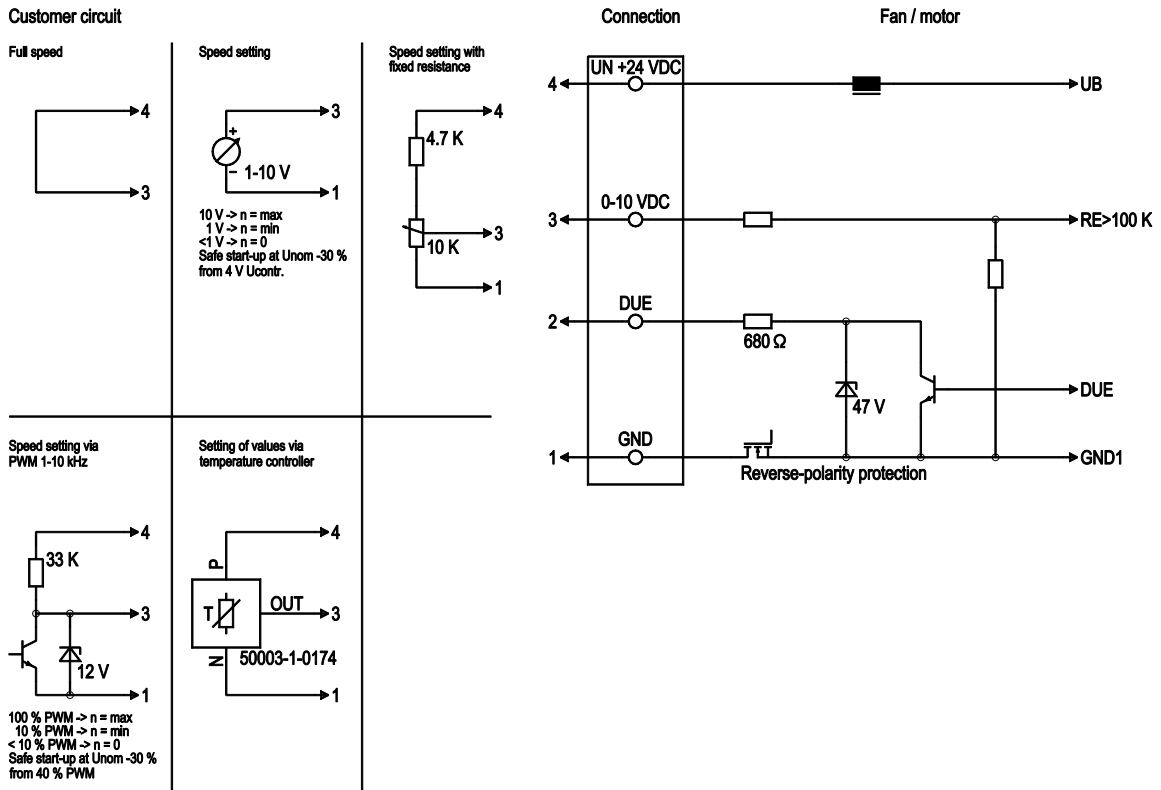 Customer circuit
Connection
Fan / motor
Full speed
4
3
Speed setting
3
+
–
1-10 V
1
10 V -> n = max
1 V -> n = min
<1 V -> n = 0
Safe start-up at Unom -30 %
from 4 V Ucontr.
Speed setting with
fixed resistance
4
4.7 K
3
10 K
1
Speed setting via
PWM 1-10 kHz
4
33 K
3
12 V
1
100 % PWM -> n = max
10 % PWM -> n = min
< 10 % PWM -> n = 0
Safe start-up at Unom -30 %
from 40 % PWM
Setting of values via
temperature controller
4
P
T
OUT
3
N
50003-1-0174
1
UN +24 VDC
4
UB
0-10 VDC
3
RE>100 K
DUE
2
680 Ω
47 V
DUE
GND
1
GND1
Reverse-polarity protection